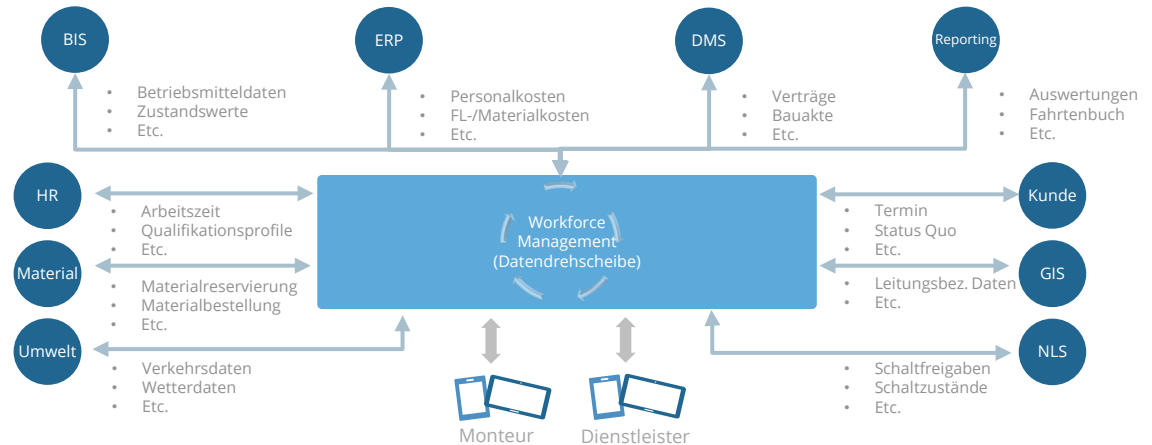 BIS
ERP
DMS
Reporting
• Betriebsmitteldaten
• Zustandswerte
• Etc.
• Personalkosten
• FL-/Materialkosten
• Etc.
• Verträge
• Bauakte
• Etc.
• Auswertungen
• Fahrtenbuch
• Etc.
HR
• Arbeitszeit
• Qualifikationsprofile
• Etc.
Material
• Materialreservierung
• Materialbestellung
• Etc.
Umwelt
• Verkehrsdaten
• Wetterdaten
• Etc.
Workforce
Management
(Datendrehscheibe)
Kunde
• Termin
• Status Quo
• Etc.
GIS
• Leitungsbez. Daten
• Etc.
NLS
• Schaltfreigaben
• Schaltzustände
• Etc.
Monteur
Dienstleister